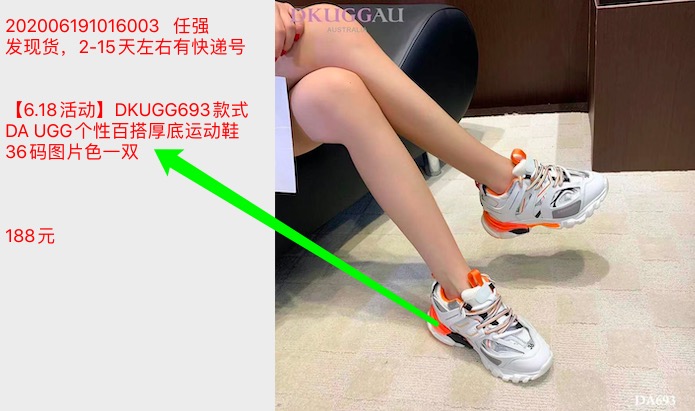 202006191016003 任强
发现货，2-15天左右有快递号
【6.18活动】DKUGG693款式
DA UGG个性百搭厚底运动鞋
36码图片色一双
188元
DKUGGAU
AUSTRALIA
DA693